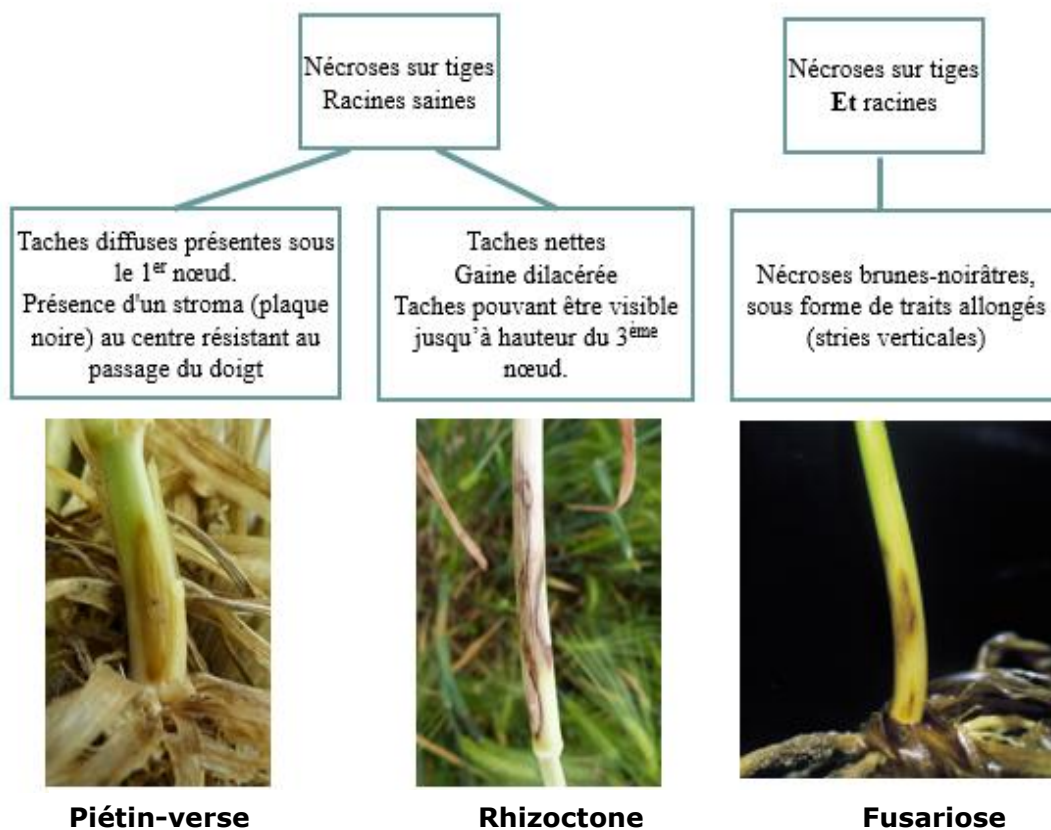 Nécroses sur tiges
Racines saines
Nécroses sur tiges
Et racines
Taches diffuses présentes sous
le 1er nœud.
Présence d'un stroma (plaque
noire) au centre résistant au
passage du doigt
Taches nettes
Gaine dilacérée
Taches pouvant être visible
jusqu'à hauteur du 3ème
nœud.
Nécroses brunes-noirâtres,
sous forme de traits allongés
(stries verticales)
Piétin-verse
Rhizoctone
Fusariose